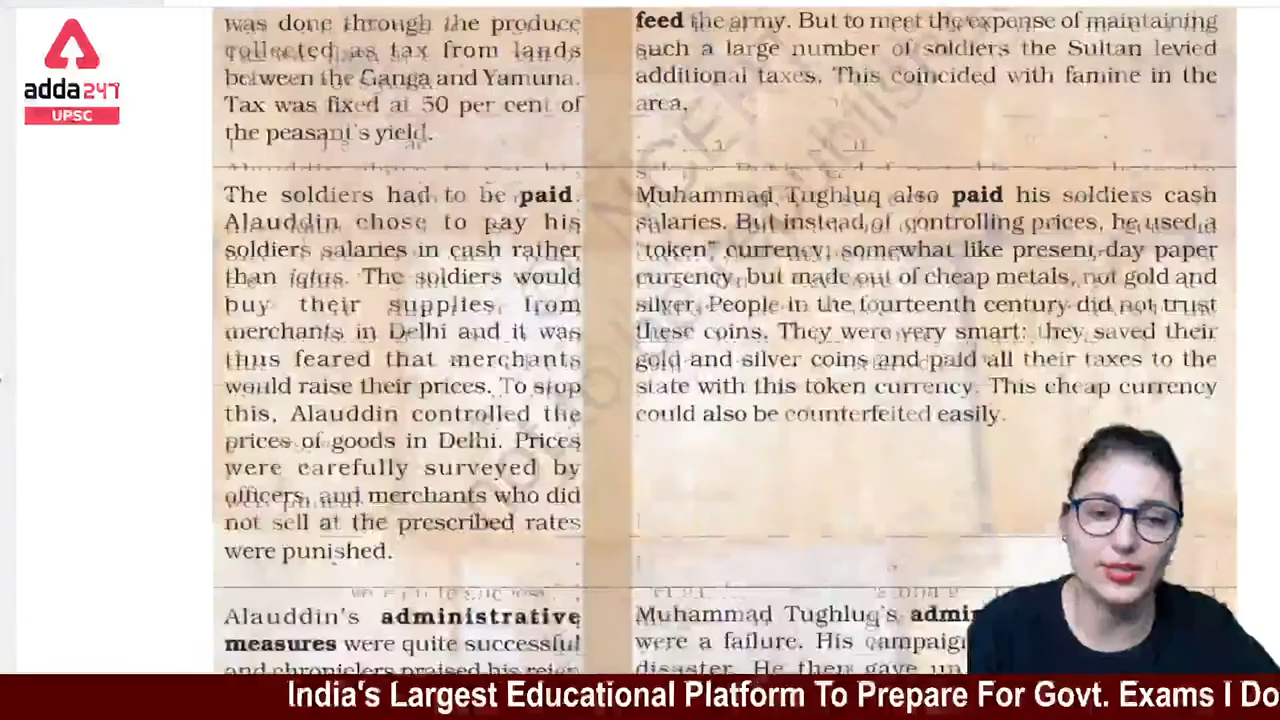 adda247
UPSC
was done through the produce
collected as tax from lands
between the Ganga and Yamuna.
Tax was fixed at 50 per cent of
the peasant's yield.
The soldiers had to be paid.
Alauddin chose to pay his
soldiers salaries in cash rather
than iqtas. The soldiers would
buy their supplies from
merchants in Delhi and it was
thus feared that merchants
would raise their prices. To stop
this, Alauddin controlled the
prices of goods in Delhi. Prices
were carefully surveyed by
officers, and merchants who did
not sell at the prescribed rates
were punished.
Alauddin's administrative
measures were quite successful
and chroniclers praised his reign
feed the army. But to meet the expense of maintaining
such a large number of soldiers the Sultan levied
additional taxes. This coincided with famine in the
area.
Muhammad Tughluq also paid his soldiers cash
salaries. But instead of controlling prices, he used a
"token" currency, somewhat like present-day paper
currency, but made out of cheap metals, not gold and
silver. People in the fourteenth century did not trust
these coins. They were very smart: they saved their
gold and silver coins and paid all their taxes to the
state with this token currency. This cheap currency
could also be counterfeited easily.
Muhammad Tughluq's admin
were a failure. His campaig
disaster. He then gave up
India's Largest Educational Platform To Prepare For Govt. Exams I Do